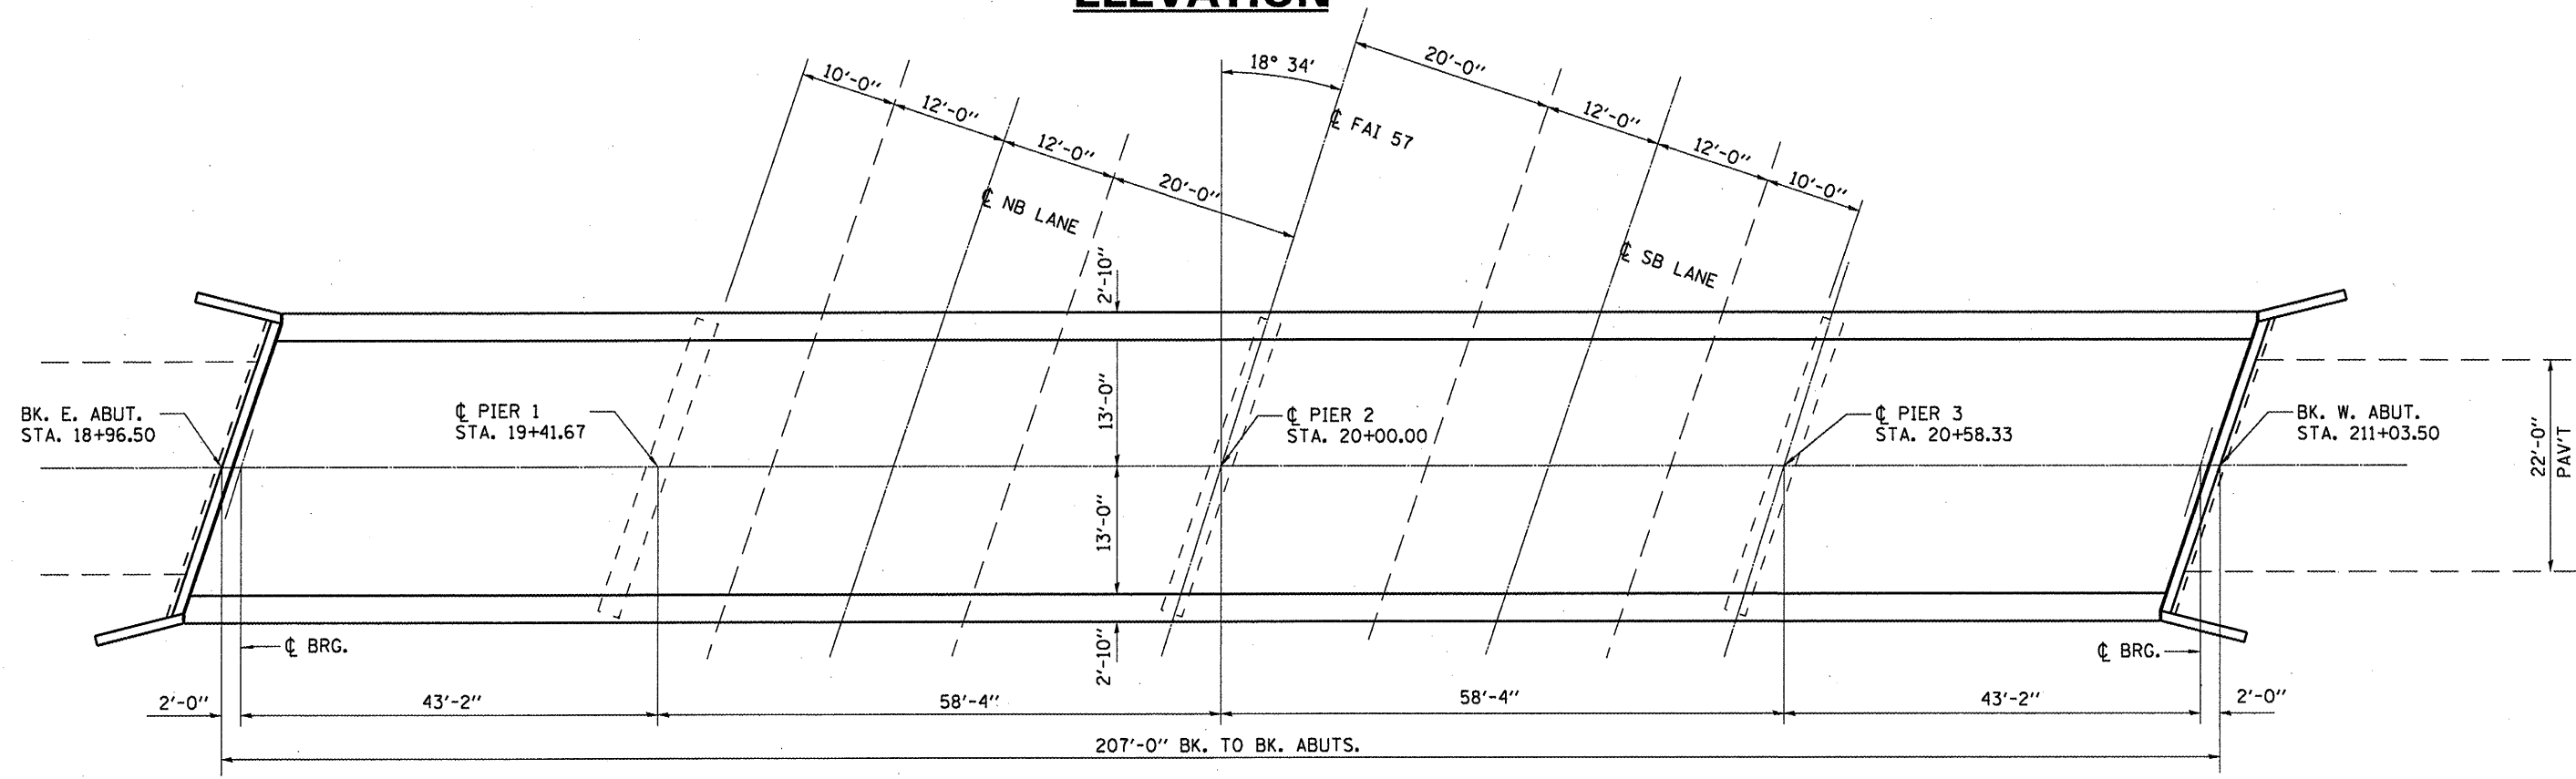 ELEVATION
10'-0"
12'-0"
12'-0"
20'-0"
18° 34'
20'-0"
12'-0"
12'-0"
10'-0"
℄ FAI 57
℄ NB LANE
℄ SB LANE
2'-10"
13'-0"
13'-0"
2'-10"
BK. E. ABUT.
STA. 18+96.50
℄ PIER 1
STA. 19+41.67
℄ PIER 2
STA. 20+00.00
℄ PIER 3
STA. 20+58.33
BK. W. ABUT.
STA. 211+03.50
22'-0"
PAV'T
℄ BRG.
℄ BRG.
2'-0"
43'-2"
58'-4"
58'-4"
43'-2"
2'-0"
207'-0" BK. TO BK. ABUTS.